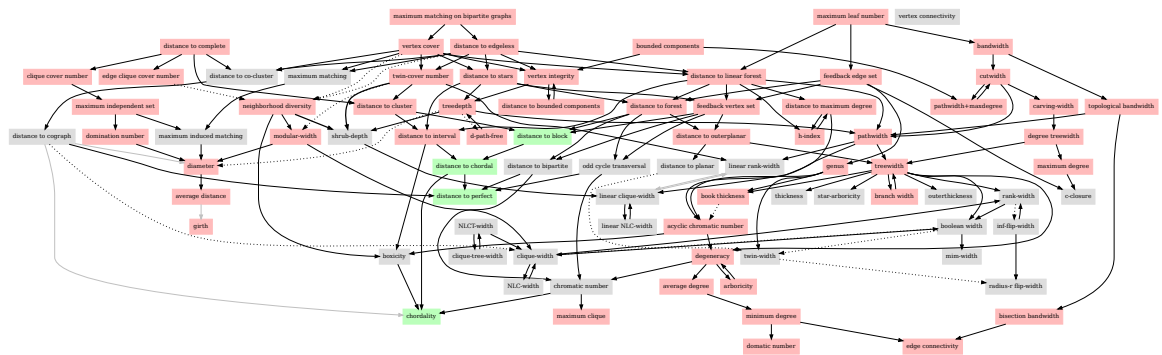 maximum matching on bipartite graphs
maximum leaf number
vertex connectivity
distance to complete
vertex cover
distance to edgeless
bounded components
bandwidth
clique cover number
edge clique cover number
distance to co-cluster
maximum matching
twin-cover number
distance to stars
vertex integrity
distance to linear forest
feedback edge set
cutwidth
maximum independent set
neighborhood diversity
distance to cluster
treedepth
distance to bounded components
distance to forest
feedback vertex set
distance to maximum degree
pathwidth+maxdegree
carving-width
topological bandwidth
distance to cograph
domination number
maximum induced matching
modular-width
shrub-depth
distance to interval
d-path-free
distance to block
distance to outerplanar
h-index
pathwidth
degree treewidth
diameter
distance to chordal
distance to bipartite
odd cycle transversal
distance to planar
linear rank-width
genus
treewidth
maximum degree
average distance
distance to perfect
linear clique-width
book thickness
thickness
star-arboricity
branch width
outerthickness
rank-width
c-closure
girth
NLCT-width
linear NLC-width
acyclic chromatic number
boolean width
inf-flip-width
boxicity
clique-tree-width
clique-width
degeneracy
twin-width
mim-width
NLC-width
chromatic number
average degree
arboricity
radius-r flip-width
chordality
maximum clique
minimum degree
bisection bandwidth
domatic number
edge connectivity